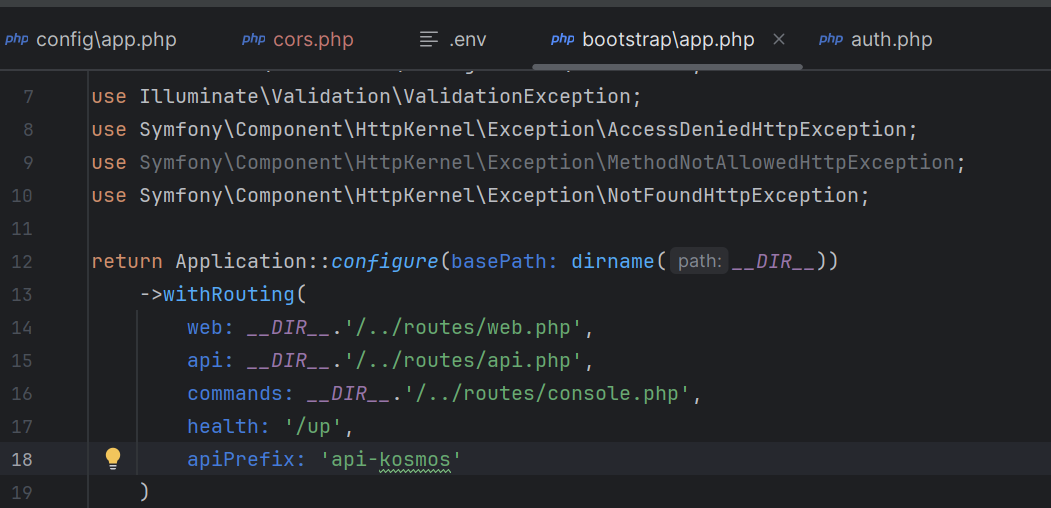 php config\app.php php cors.php .env php bootstrap\app.php × php auth.php
7 use Illuminate\Validation\ValidationException;
8 use Symfony\Component\HttpKernel\Exception\AccessDeniedHttpException;
9 use Symfony\Component\HttpKernel\Exception\MethodNotAllowedHttpException;
10 use Symfony\Component\HttpKernel\Exception\NotFoundHttpException;
11
12 return Application::configure(basePath: dirname( path: __DIR__))
13 ->withRouting(
14 web: __DIR__.'/../routes/web.php',
15 api: __DIR__.'/../routes/api.php',
16 commands: __DIR__.'/../routes/console.php',
17 health: '/up',
18 apiPrefix: 'api-kosmos'
19 )